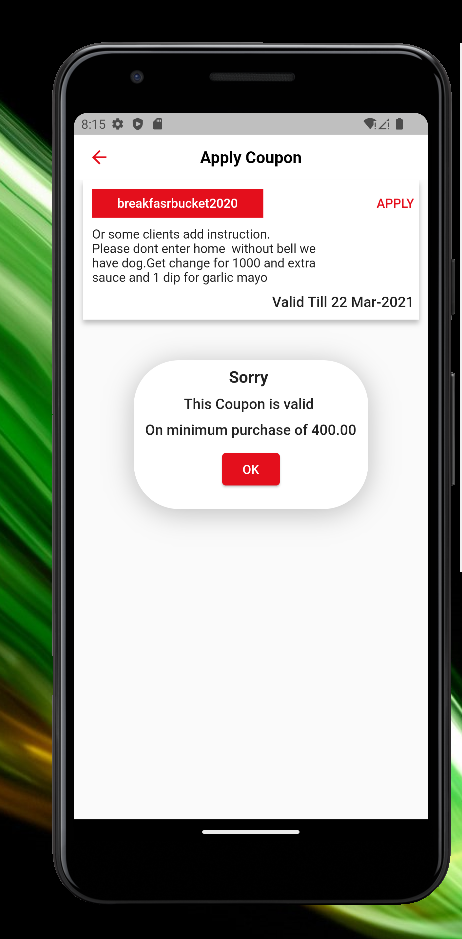 8:15
Apply Coupon
breakfasrbucket2020
APPLY
Or some clients add instruction.
Please dont enter home  without bell we
have dog.Get change for 1000 and extra
sauce and 1 dip for garlic mayo
Valid Till 22 Mar-2021
Sorry
This Coupon is valid
On minimum purchase of 400.00
OK